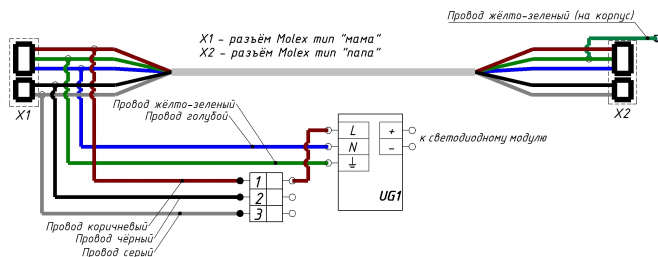 Провод жёлто-зеленый (на корпус)
X1 - разъём Molex тип "мама"
X2 - разъём Molex тип "папа"
X1
X2
Провод жёлто-зеленый
Провод голубой
L
+
N
-
к светодиодному модулю
UG1
1
2
3
Провод коричневый
Провод чёрный
Провод серый